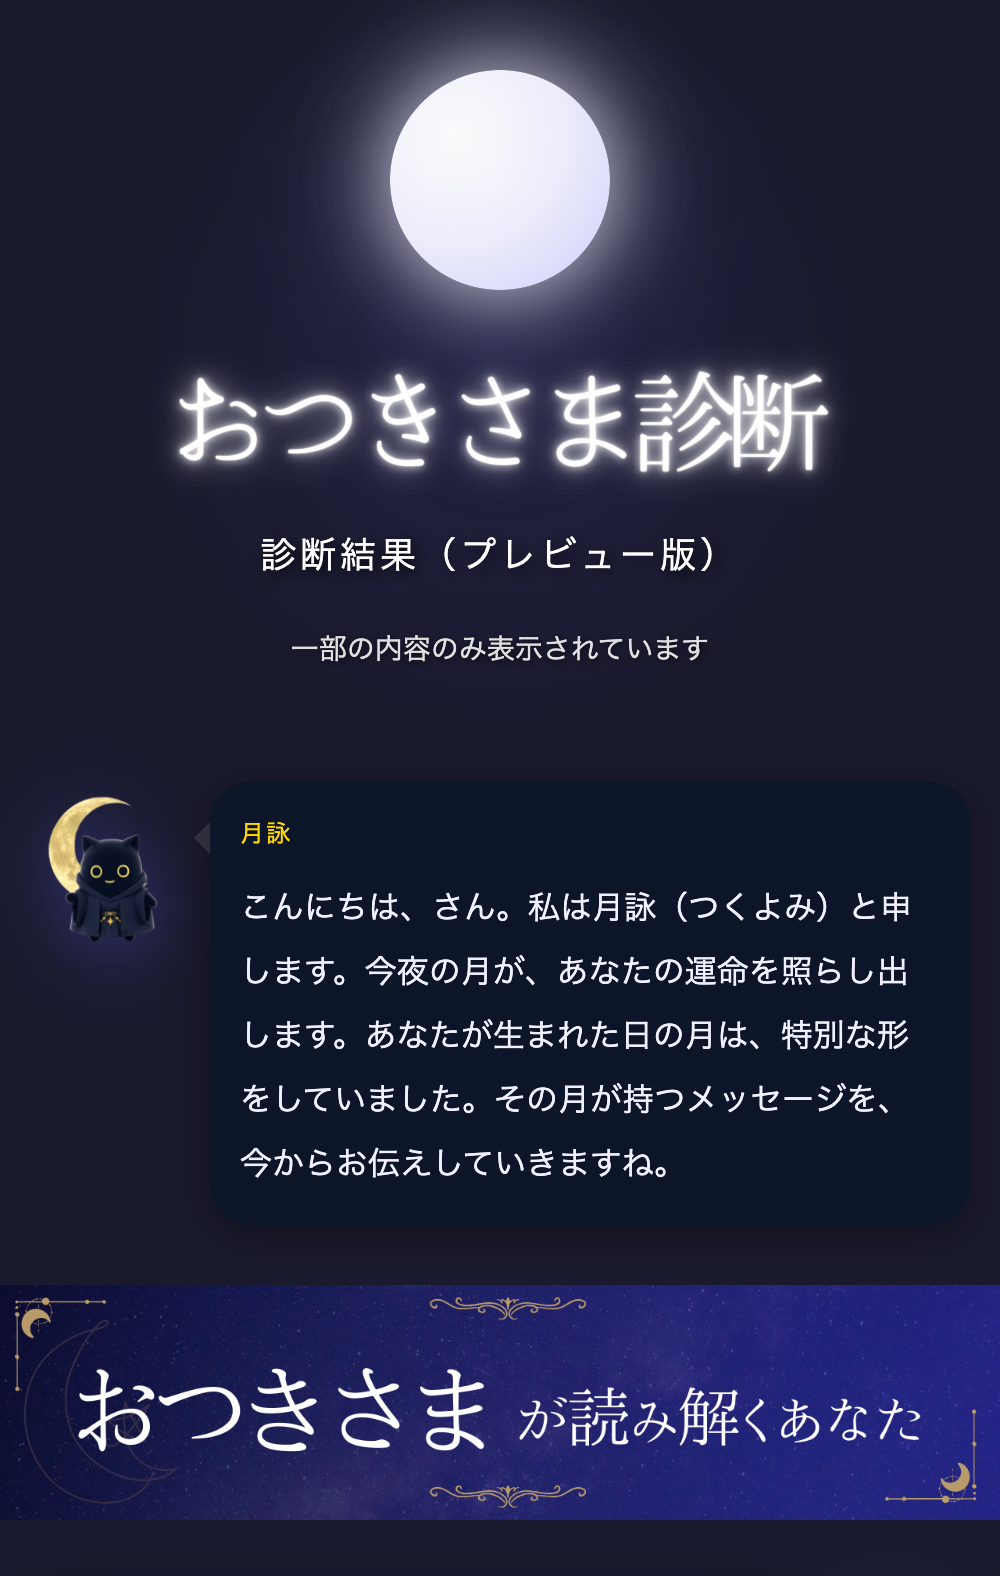 おつきさま診断
診断結果（プレビュー版）
一部の内容のみ表示されています
月詠
こんにちは、さん。私は月詠（つくよみ）と申
します。今夜の月が、あなたの運命を照らし出
します。あなたが生まれた日の月は、特別な形
をしていました。その月が持つメッセージを、
今からお伝えしていきますね。
おつきさま が読み解くあなた